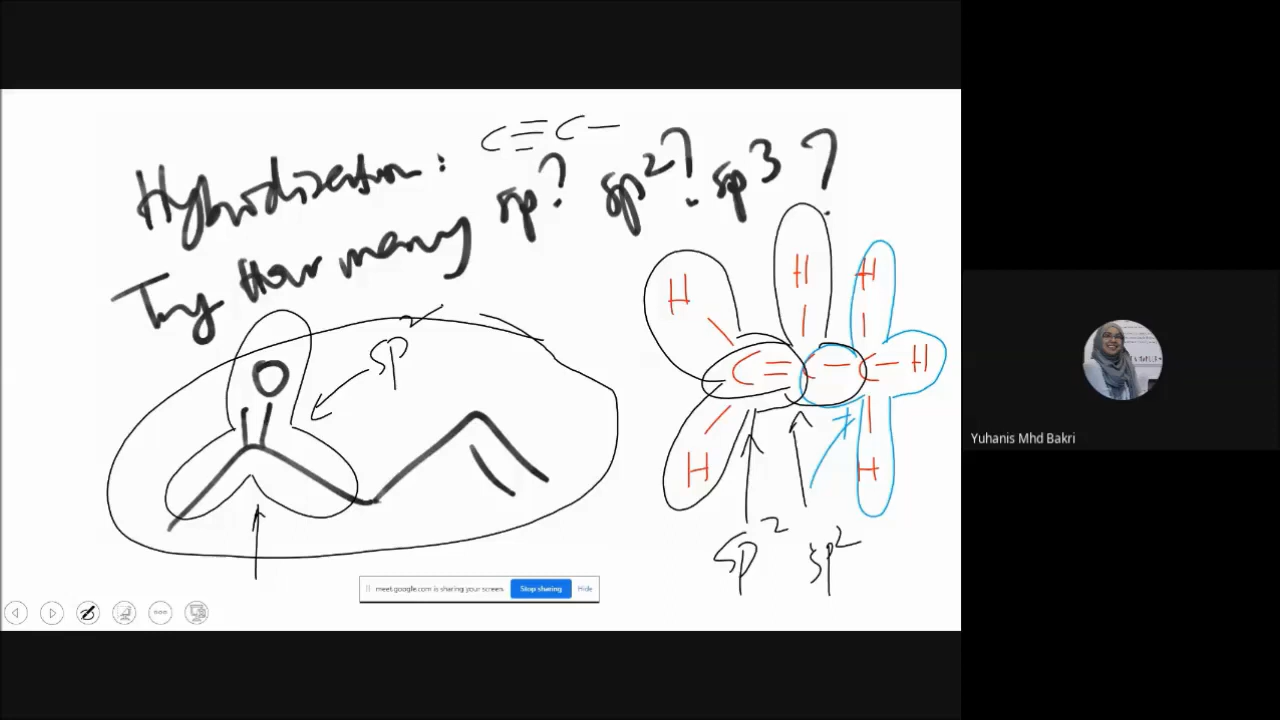 C≡C—
Hybridization: sp? sp²? sp³?
Try How many
sp
O
H H H
C=C—C—H
H H
sp² sp²
meet.google.com is sharing your screen. Stop sharing Hide
Yuhanis Mhd Bakri